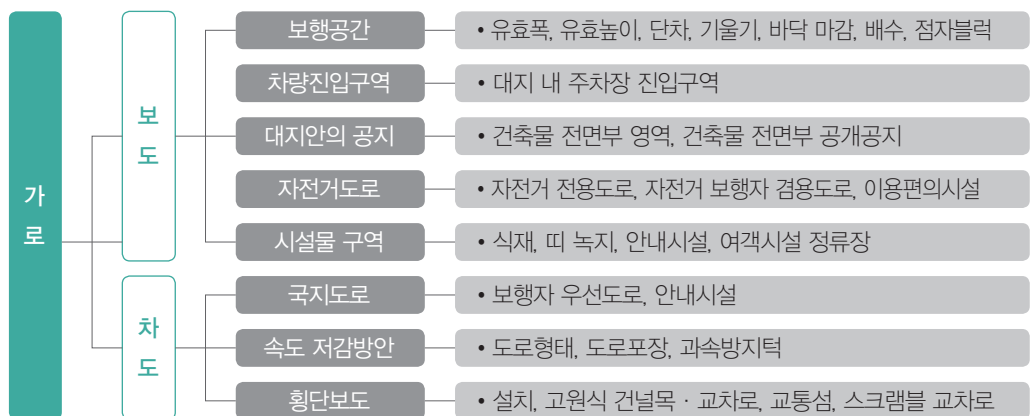 가로
보도
보행공간
• 유효폭, 유효높이, 단차, 기울기, 바닥 마감, 배수, 점자블럭
차량진입구역
• 대지 내 주차장 진입구역
대지안의 공지
• 건축물 전면부 영역, 건축물 전면부 공개공지
자전거도로
• 자전거 전용도로, 자전거 보행자 겸용도로, 이용편의시설
시설물 구역
• 식재, 띠 녹지, 안내시설, 여객시설 정류장
차도
국지도로
• 보행자 우선도로, 안내시설
속도 저감방안
• 도로형태, 도로포장, 과속방지턱
횡단보도
• 설치, 고원식 건널목 · 교차로, 교통섬, 스크램블 교차로